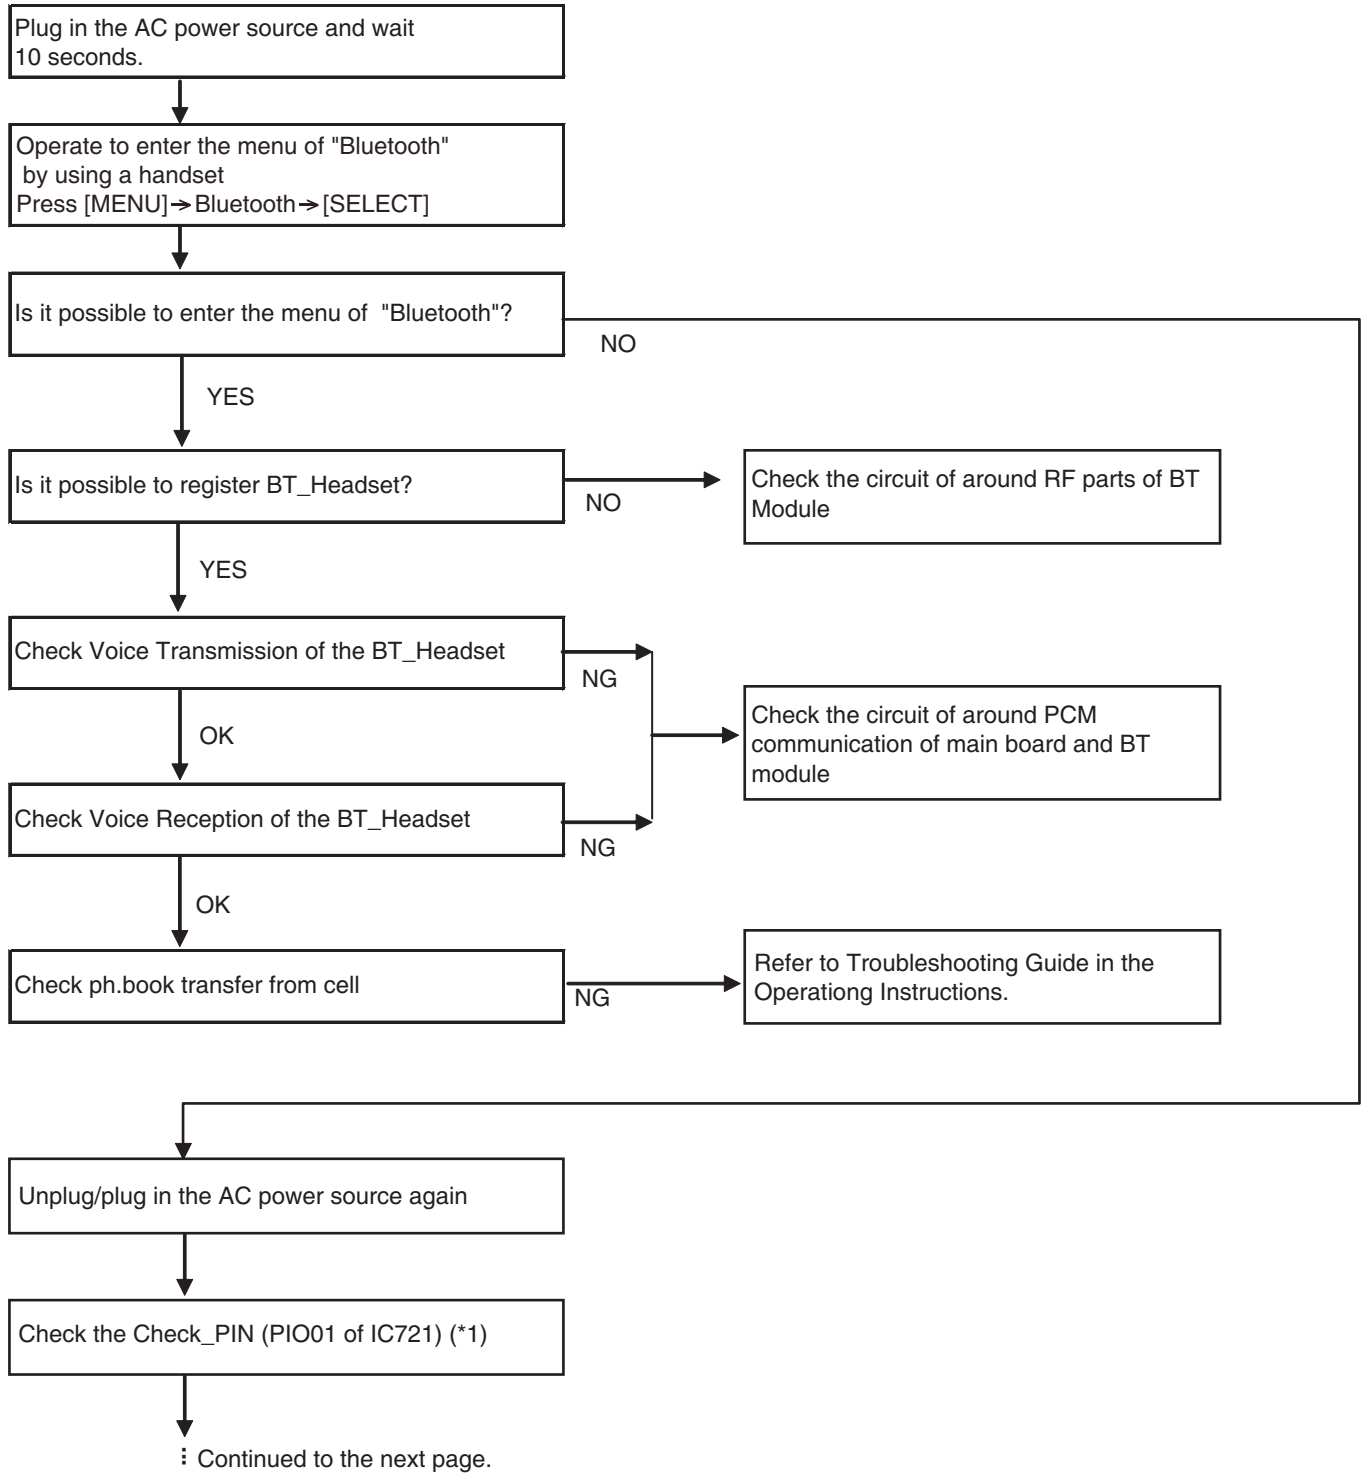 Plug in the AC power source and wait
10 seconds.
Operate to enter the menu of "Bluetooth"
by using a handset
Press [MENU]→Bluetooth→[SELECT]
Is it possible to enter the menu of "Bluetooth"?
NO
YES
Is it possible to register BT_Headset?
NO
Check the circuit of around RF parts of BT
Module
YES
Check Voice Transmission of the BT_Headset
NG
OK
Check the circuit of around PCM
communication of main board and BT
module
Check Voice Reception of the BT_Headset
NG
OK
Check ph.book transfer from cell
NG
Refer to Troubleshooting Guide in the
Operationg Instructions.
Unplug/plug in the AC power source again
Check the Check_PIN (PIO01 of IC721) (*1)
Continued to the next page.